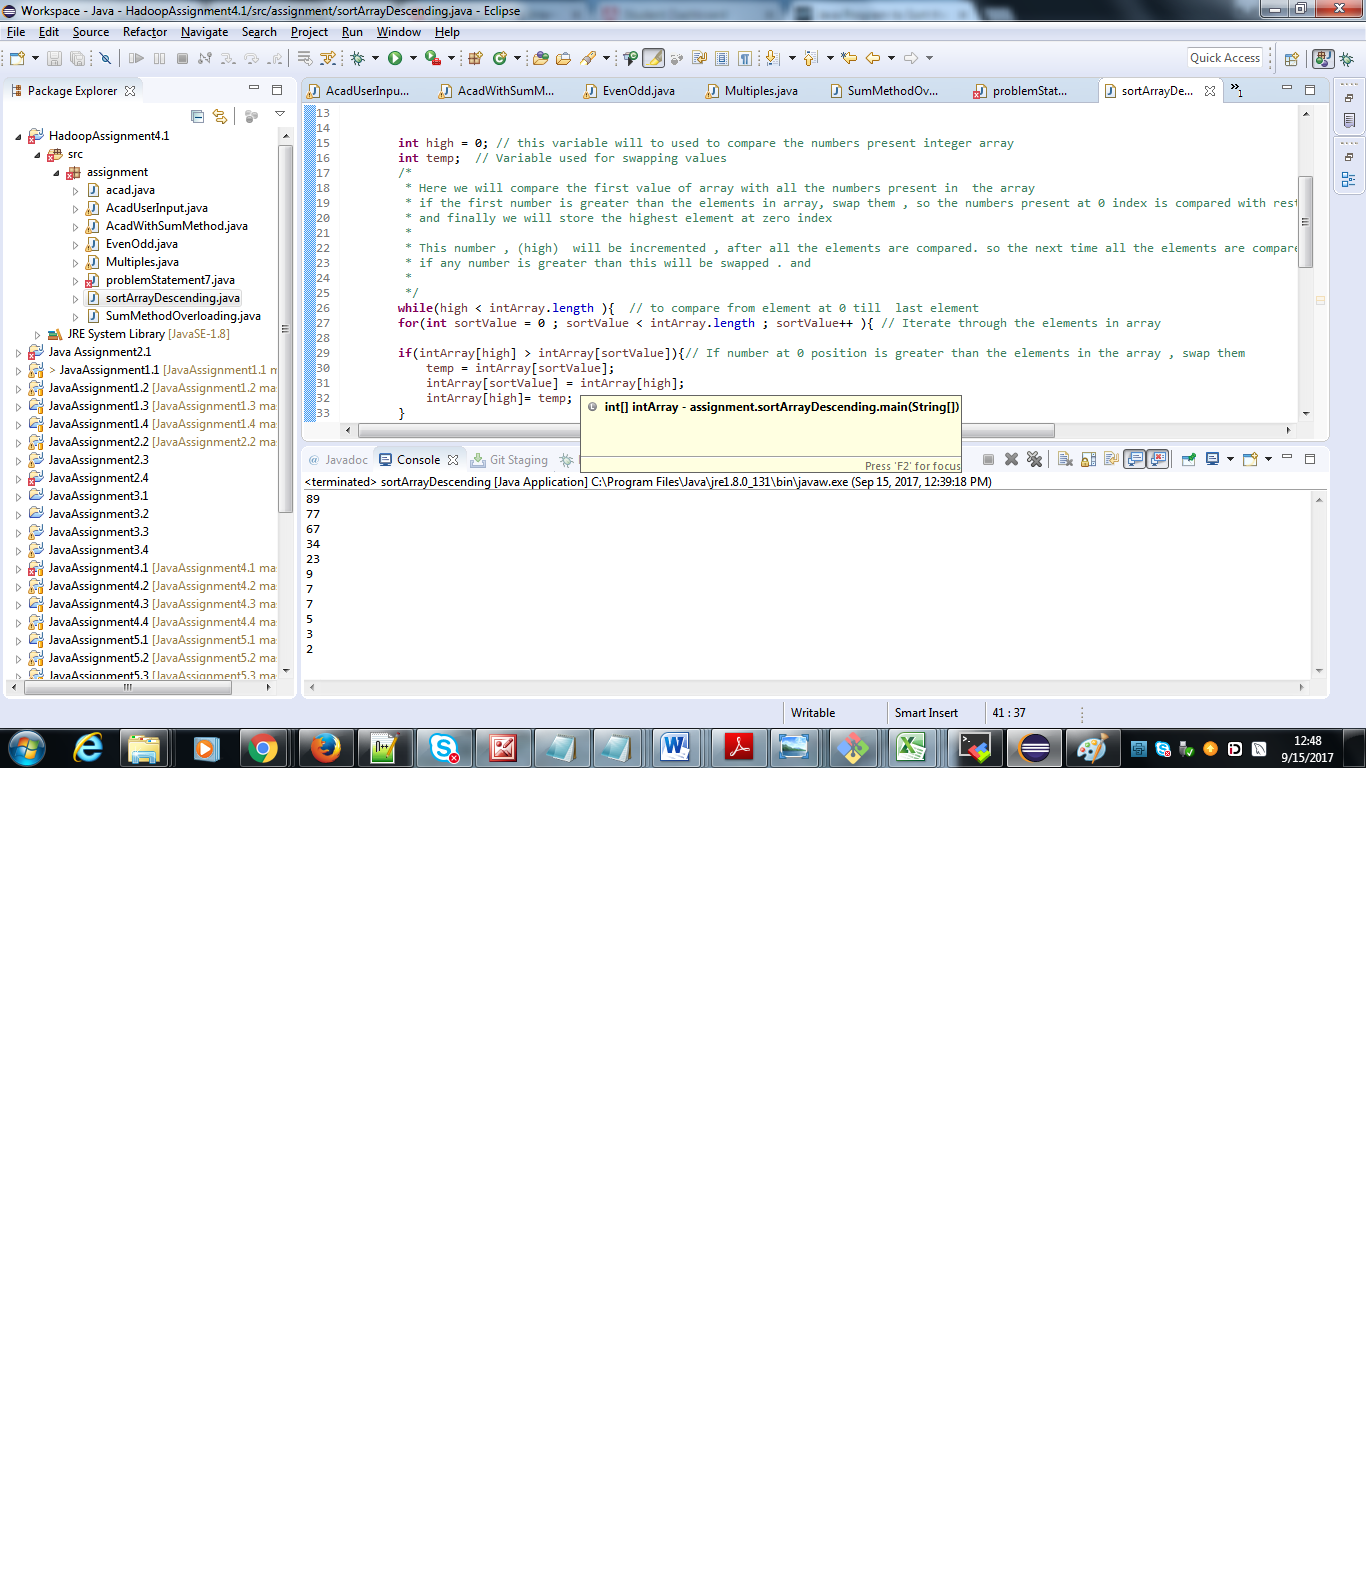 Workspace - Java - HadoopAssignment4.1/src/assignment/sortArrayDescending.java - Eclipse
File Edit Source Refactor Navigate Search Project Run Window Help
Quick Access
Package Explorer
HadoopAssignment4.1
src
assignment
acad.java
AcadUserInput.java
AcadWithSumMethod.java
EvenOdd.java
Multiples.java
problemStatement7.java
sortArrayDescending.java
SumMethodOverloading.java
JRE System Library [JavaSE-1.8]
Java Assignment2.1
> JavaAssignment1.1 [JavaAssignment1.1 m
JavaAssignment1.2 [JavaAssignment1.2 mas
JavaAssignment1.3 [JavaAssignment1.3 mas
JavaAssignment1.4 [JavaAssignment1.4 mas
JavaAssignment2.2 [JavaAssignment2.2 mas
JavaAssignment2.3
JavaAssignment2.4
JavaAssignment3.1
JavaAssignment3.2
JavaAssignment3.3
JavaAssignment3.4
JavaAssignment4.1 [JavaAssignment4.1 mas
JavaAssignment4.2 [JavaAssignment4.2 mas
JavaAssignment4.3 [JavaAssignment4.3 mas
JavaAssignment4.4 [JavaAssignment4.4 mas
JavaAssignment5.1 [JavaAssignment5.1 mas
JavaAssignment5.2 [JavaAssignment5.2 mas
JavaAssignment5.3 [JavaAssignment5.3 mas
AcadUserInpu... AcadWithSumM... EvenOdd.java Multiples.java SumMethodOv... problemStat... sortArrayDe... »1
13
14
15 int high = 0; // this variable will to used to compare the numbers present integer array
16 int temp;  // Variable used for swapping values
17 /*
18 * Here we will compare the first value of array with all the numbers present in  the array
19 * if the first number is greater than the elements in array, swap them , so the numbers present at 0 index is compared with rest
20 * and finally we will store the highest element at zero index
21 *
22 * This number , (high)  will be incremented , after all the elements are compared. so the next time all the elements are compare
23 * if any number is greater than this will be swapped . and
24 *
25 */
26 while(high < intArray.length ){  // to compare from element at 0 till  last element
27 for(int sortValue = 0 ; sortValue < intArray.length ; sortValue++ ){ // Iterate through the elements in array
28
29 if(intArray[high] > intArray[sortValue]){// If number at 0 position is greater than the elements in the array , swap them
30 temp = intArray[sortValue];
31 intArray[sortValue] = intArray[high];
32 intArray[high]= temp;
33 }
int[] intArray - assignment.sortArrayDescending.main(String[])
Press 'F2' for focus
@ Javadoc Console Git Staging
<terminated> sortArrayDescending [Java Application] C:\Program Files\Java\jre1.8.0_131\bin\javaw.exe (Sep 15, 2017, 12:39:18 PM)
89
77
67
34
23
9
7
7
5
3
2
Writable Smart Insert 41 : 37
12:48
9/15/2017